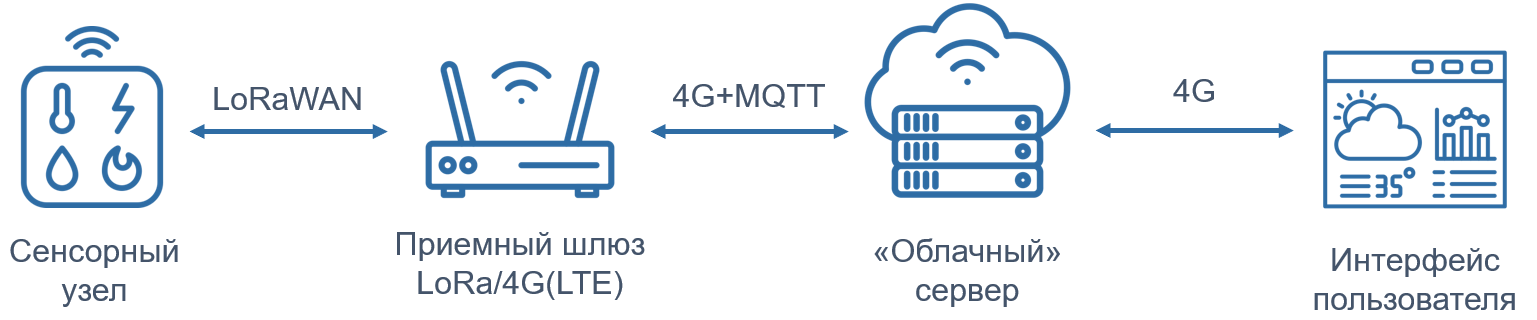 LoRaWAN
4G+MQTT
4G
35°
Сенсорный
узел
Приемный шлюз
LoRa/4G(LTE)
«Облачный»
сервер
Интерфейс
пользователя